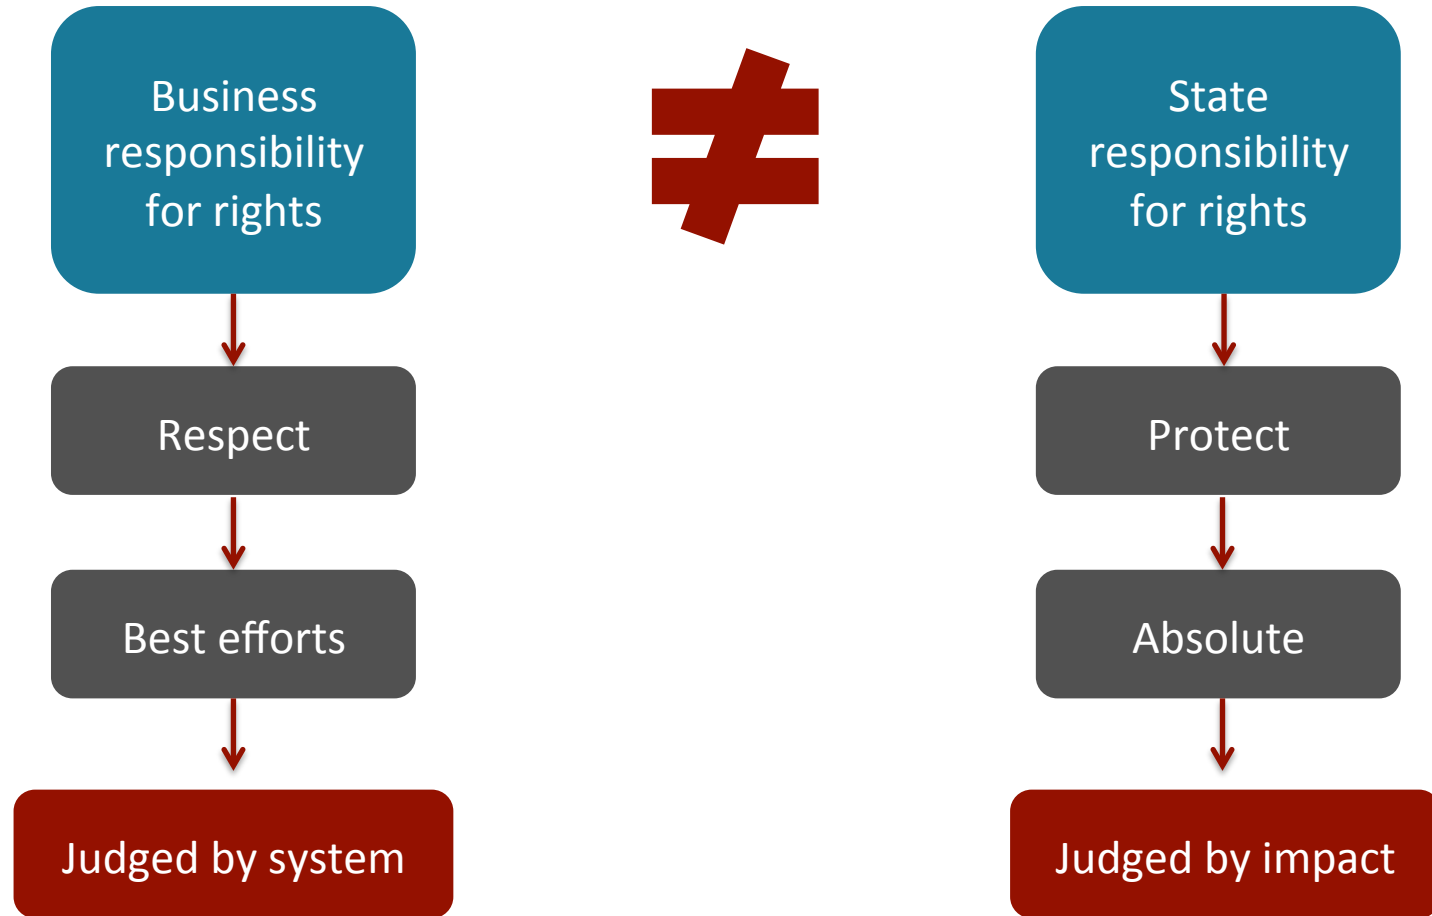 Business
responsibility
for rights
≠
State
responsibility
for rights
Respect
Protect
Best efforts
Absolute
Judged by system
Judged by impact